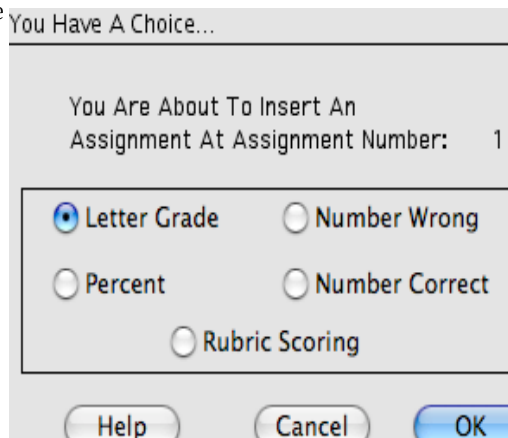 e
You Have A Choice...
You Are About To Insert An
Assignment At Assignment Number: 1
Letter Grade Number Wrong
Percent Number Correct
Rubric Scoring
Help Cancel OK